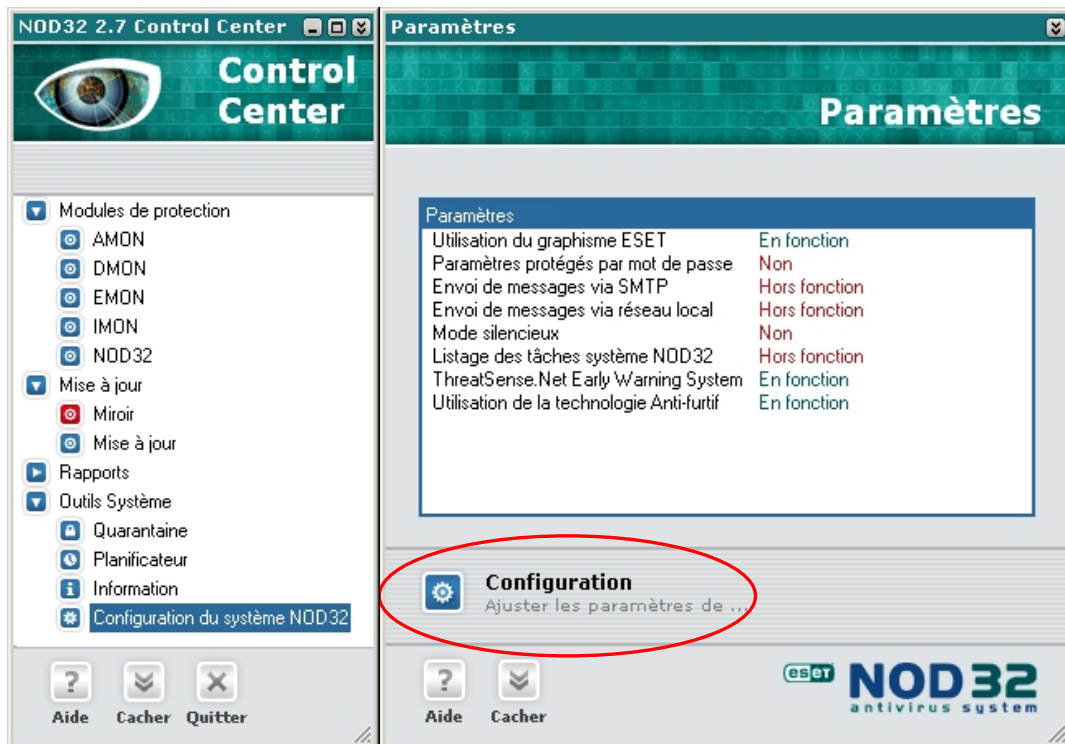 NOD32 2.7 Control Center
Control
Center
Modules de protection
AMON
DMON
EMON
IMON
NOD32
Mise à jour
Miroir
Mise à jour
Rapports
Outils Système
Quarantaine
Planificateur
Information
Configuration du système NOD32
? 
Aide
Cacher
Quitter
Paramètres
Paramètres
Paramètres
Utilisation du graphisme ESET En fonction
Paramètres protégés par mot de passe Non
Envoi de messages via SMTP Hors fonction
Envoi de messages via réseau local Hors fonction
Mode silencieux Non
Listage des tâches système NOD32 Hors fonction
ThreatSense.Net Early Warning System En fonction
Utilisation de la technologie Anti-furtif En fonction
Configuration
Ajuster les paramètres de ...
?
Aide
Cacher
eseT NOD32
antivirus system